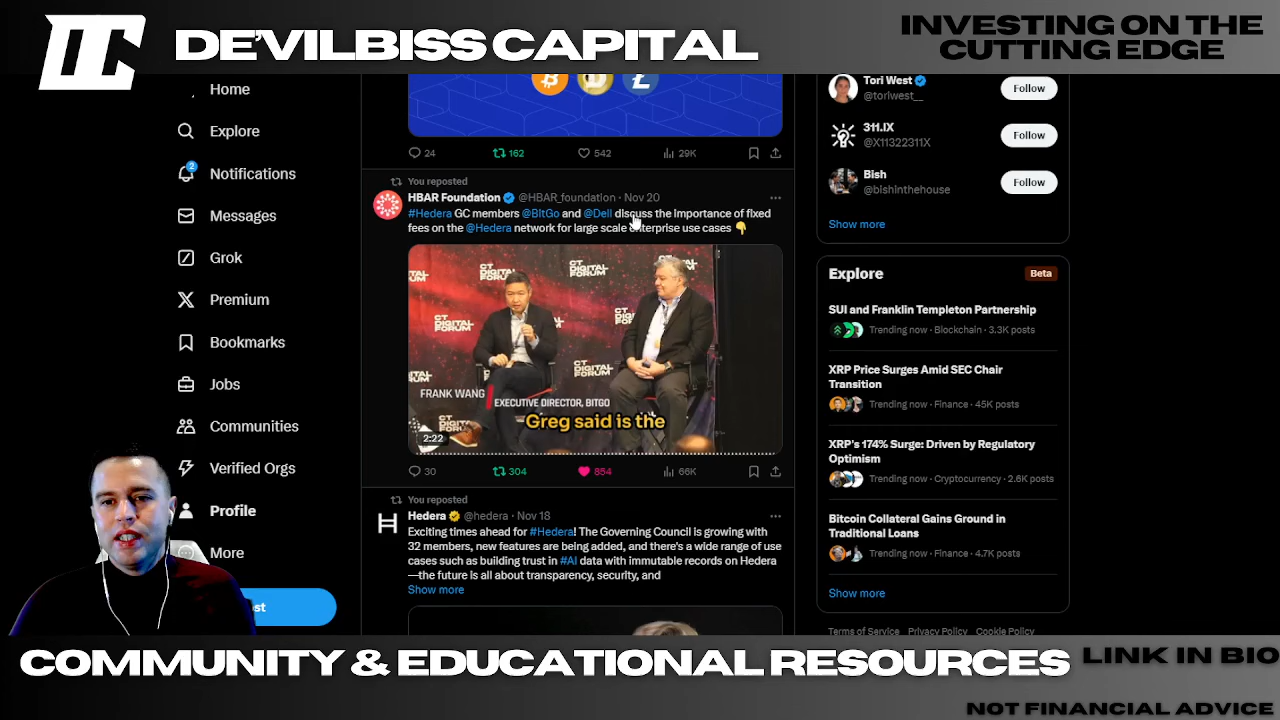 DC
DE'VILBISS CAPITAL
INVESTING ON THE
CUTTING EDGE
Home
Explore
2
Notifications
Messages
Grok
Premium
Bookmarks
Jobs
Communities
Verified Orgs
Profile
More
24
162
542
29K
You reposted
HBAR Foundation @HBAR_foundation · Nov 20
#Hedera GC members @BitGo and @Dell discuss the importance of fixed
fees on the @Hedera network for large scale enterprise use cases 👇
CT
DIGITAL
FORUM
FRANK WANG
EXECUTIVE DIRECTOR, BITGO
Greg said is the
2:22
30
304
854
66K
You reposted
Hedera @hedera · Nov 18
Exciting times ahead for #Hedera! The Governing Council is growing with
32 members, new features are being added, and there's a wide range of use
cases such as building trust in #AI data with immutable records on Hedera
—the future is all about transparency, security, and
Show more
Tori West
@toriwest__
Follow
311.IX
@X11322311X
Follow
Bish
@bishinthehouse
Follow
Show more
Explore
Beta
SUI and Franklin Templeton Partnership
Trending now · Blockchain · 3.3K posts
XRP Price Surges Amid SEC Chair
Transition
Trending now · Finance · 45K posts
XRP's 174% Surge: Driven by Regulatory
Optimism
Trending now · Cryptocurrency · 2.6K posts
Bitcoin Collateral Gains Ground in
Traditional Loans
Trending now · Finance · 4.7K posts
Show more
Terms of Service Privacy Policy Cookie Policy
COMMUNITY & EDUCATIONAL RESOURCES
LINK IN BIO
NOT FINANCIAL ADVICE